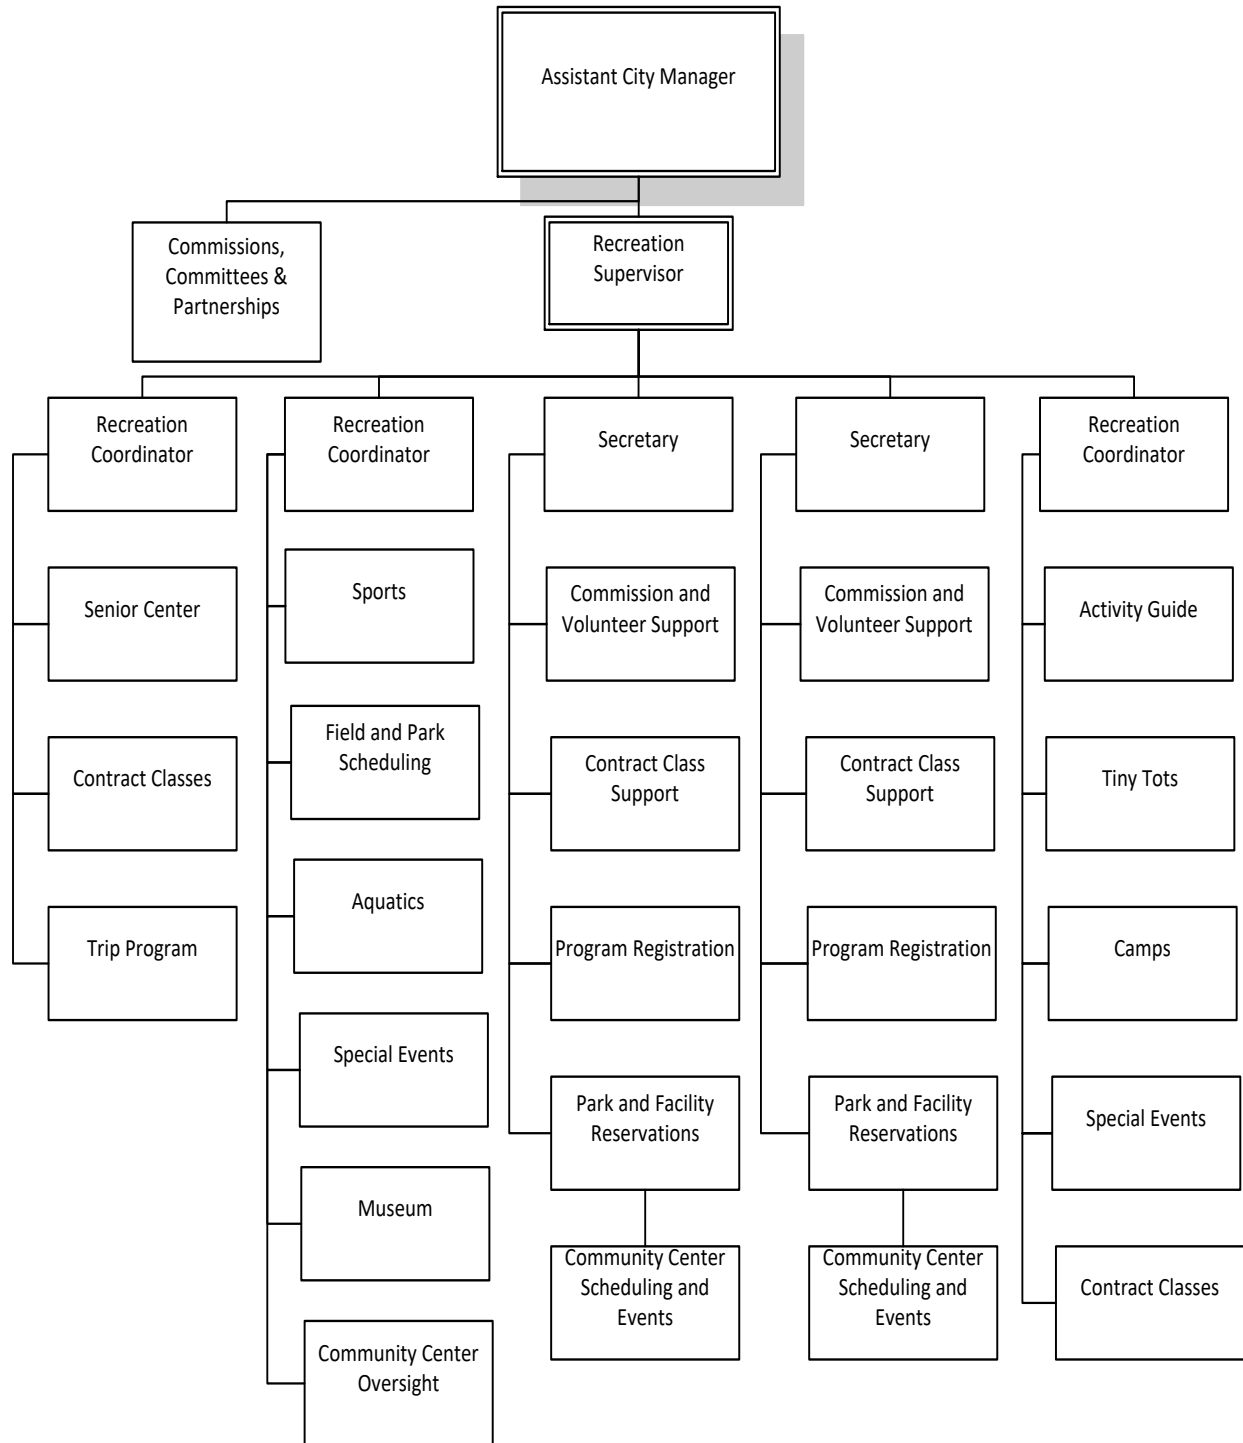 Assistant City Manager
Commissions,
Committees &
Partnerships
Recreation
Supervisor
Recreation
Coordinator
Recreation
Coordinator
Secretary
Secretary
Recreation
Coordinator
Senior Center
Contract Classes
Trip Program
Sports
Field and Park
Scheduling
Aquatics
Special Events
Museum
Community Center
Oversight
Commission and
Volunteer Support
Contract Class
Support
Program Registration
Park and Facility
Reservations
Community Center
Scheduling and
Events
Commission and
Volunteer Support
Contract Class
Support
Program Registration
Park and Facility
Reservations
Community Center
Scheduling and
Events
Activity Guide
Tiny Tots
Camps
Special Events
Contract Classes